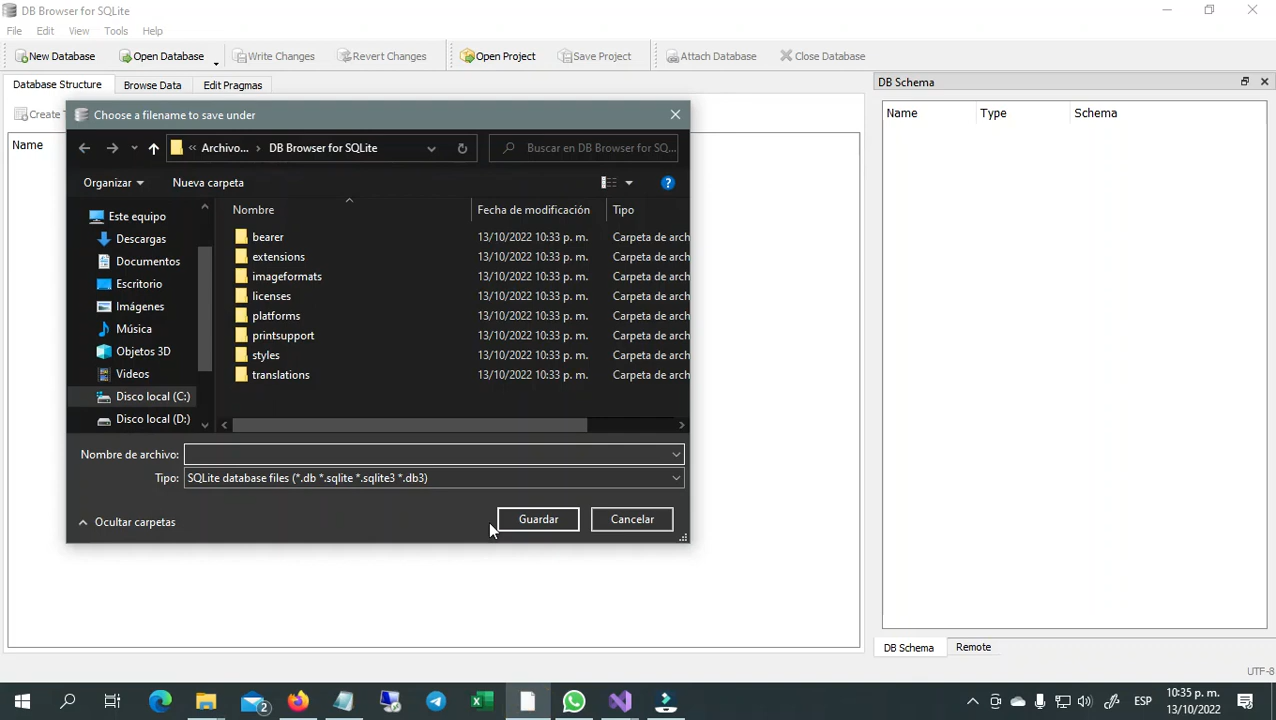 DB Browser for SQLite
File Edit View Tools Help
New Database Open Database Write Changes Revert Changes Open Project Save Project Attach Database Close Database
Database Structure Browse Data Edit Pragmas
DB Schema
Create T
Name
Name Type Schema
Choose a filename to save under
« Archivo... › DB Browser for SQLite
Buscar en DB Browser for SQ...
Organizar Nueva carpeta
Este equipo
Descargas
Documentos
Escritorio
Imágenes
Música
Objetos 3D
Videos
Disco local (C:)
Disco local (D:)
Nombre Fecha de modificación Tipo
bearer 13/10/2022 10:33 p. m. Carpeta de arch
extensions 13/10/2022 10:33 p. m. Carpeta de arch
imageformats 13/10/2022 10:33 p. m. Carpeta de arch
licenses 13/10/2022 10:33 p. m. Carpeta de arch
platforms 13/10/2022 10:33 p. m. Carpeta de arch
printsupport 13/10/2022 10:33 p. m. Carpeta de arch
styles 13/10/2022 10:33 p. m. Carpeta de arch
translations 13/10/2022 10:33 p. m. Carpeta de arch
Nombre de archivo:
Tipo: SQLite database files (*.db *.sqlite *.sqlite3 *.db3)
Ocultar carpetas
Guardar Cancelar
DB Schema Remote
UTF-8
2
ESP
10:35 p. m.
13/10/2022